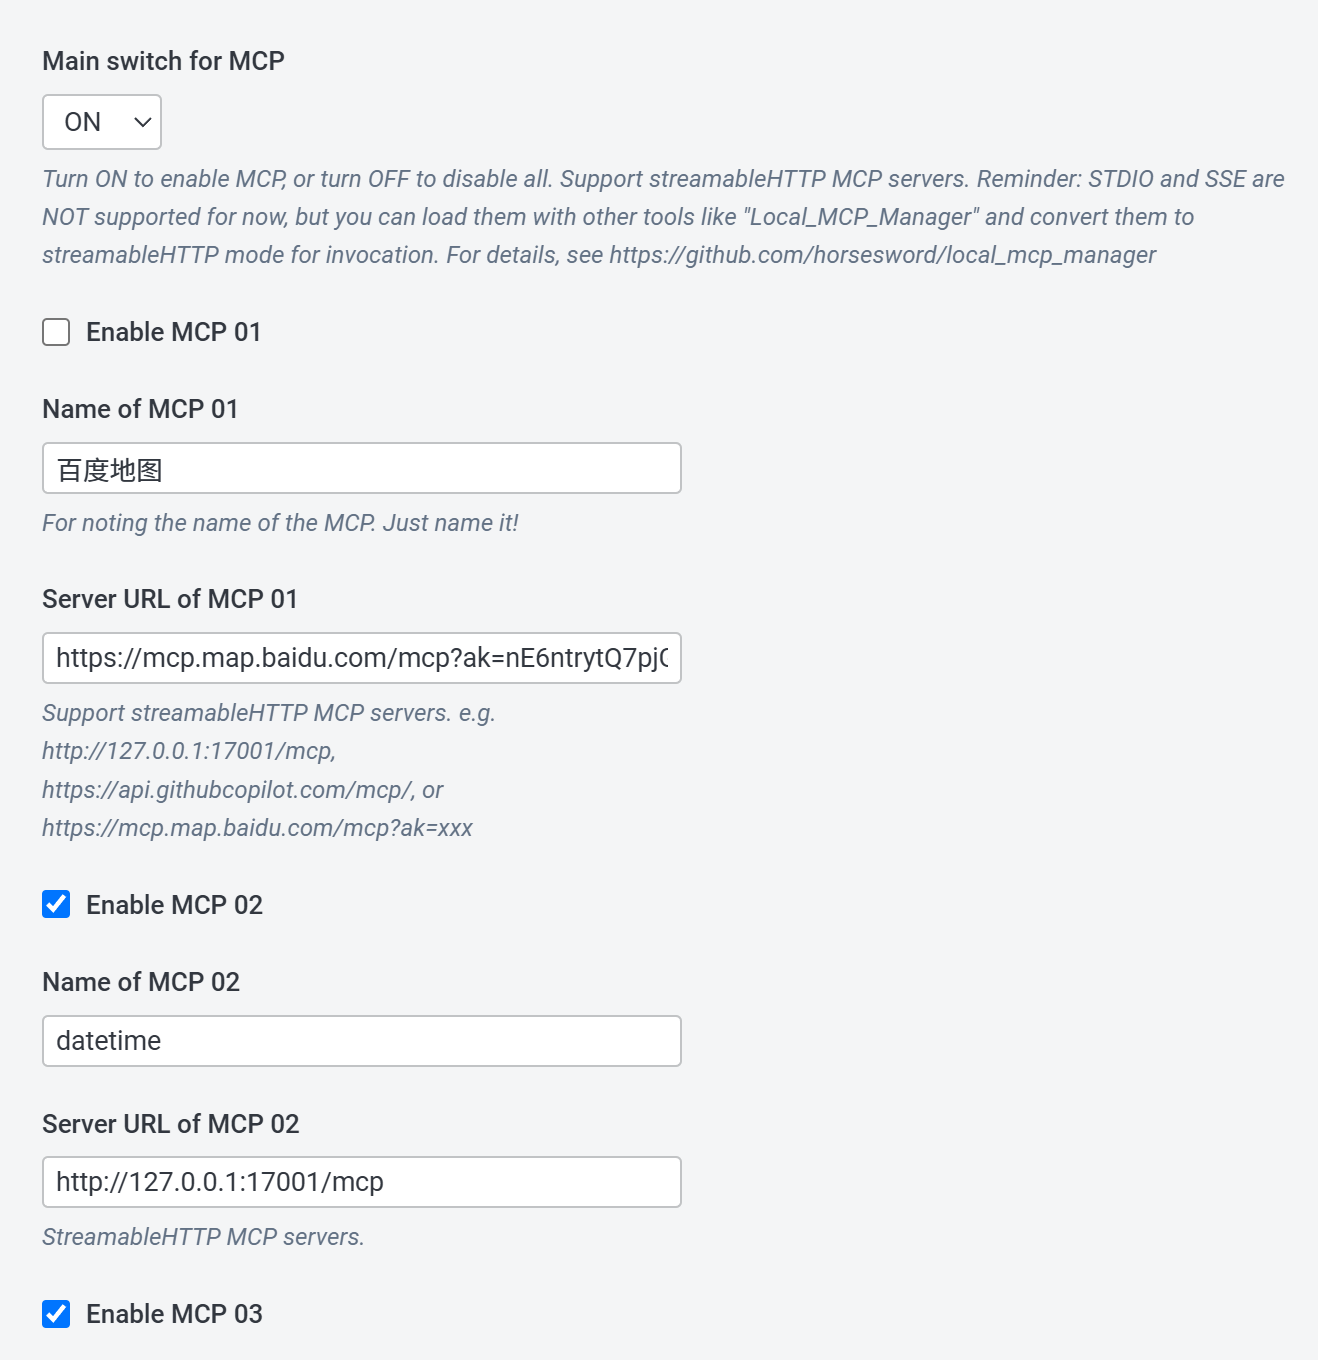 Main switch for MCP
ON
Turn ON to enable MCP, or turn OFF to disable all. Support streamableHTTP MCP servers. Reminder: STDIO and SSE are
NOT supported for now, but you can load them with other tools like "Local_MCP_Manager" and convert them to
streamableHTTP mode for invocation. For details, see https://github.com/horsesword/local_mcp_manager
Enable MCP 01
Name of MCP 01
百度地图
For noting the name of the MCP. Just name it!
Server URL of MCP 01
https://mcp.map.baidu.com/mcp?ak=nE6ntrytQ7pj
Support streamableHTTP MCP servers. e.g.
http://127.0.0.1:17001/mcp,
https://api.githubcopilot.com/mcp/, or
https://mcp.map.baidu.com/mcp?ak=xxx
Enable MCP 02
Name of MCP 02
datetime
Server URL of MCP 02
http://127.0.0.1:17001/mcp
StreamableHTTP MCP servers.
Enable MCP 03